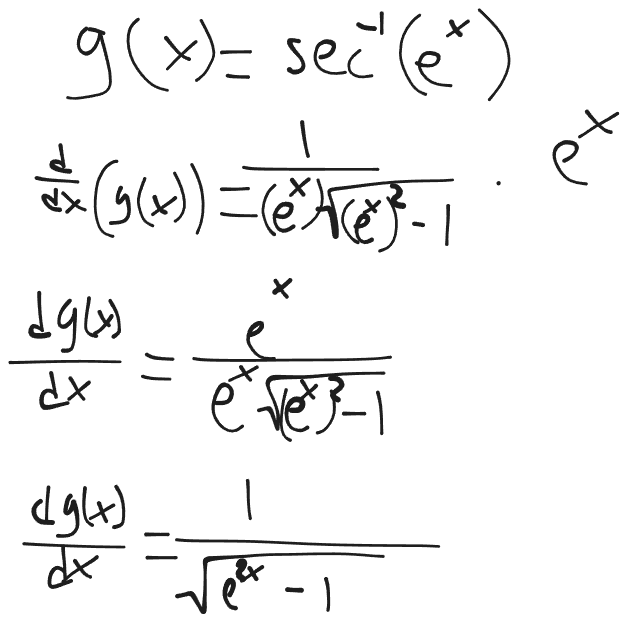 g(x) = sec⁻¹(eˣ)
d/dx (g(x)) = 1/((eˣ)√((eˣ)² - 1)) · eˣ
dg(x)/dx = eˣ/(eˣ√((eˣ)² - 1))
dg(x)/dx = 1/√(e²ˣ - 1)